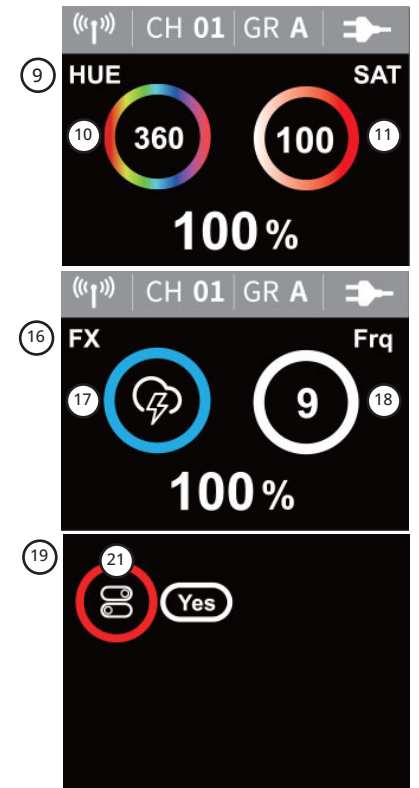 CH 01 GR A
9 HUE SAT
10 360 100 11
100%
CH 01 GR A
16 FX Frq
17 9 18
100%
19 21
Yes